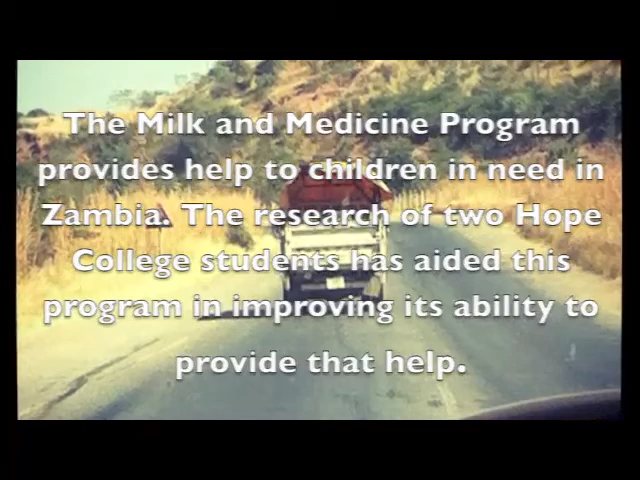 The Milk and Medicine Program
provides help to children in need in
Zambia. The research of two Hope
College students has aided this
program in improving its ability to
provide that help.